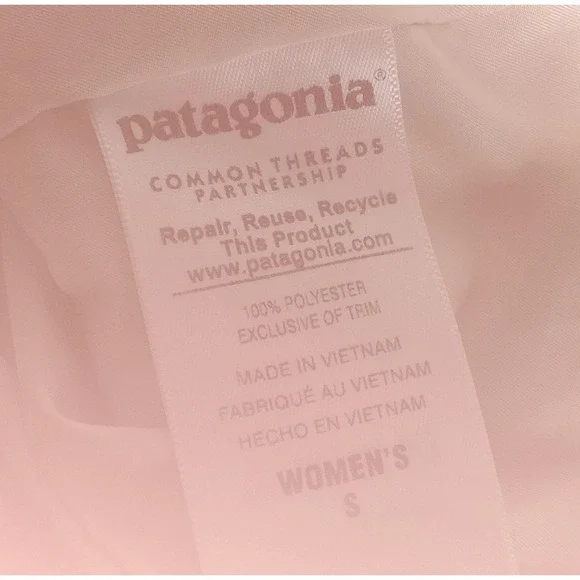 patagonia®
COMMON THREADS
PARTNERSHIP
Repair, Reuse, Recycle
This Product
www.patagonia.com
100% POLYESTER
EXCLUSIVE OF TRIM
MADE IN VIETNAM
FABRIQUÉ AU VIETNAM
HECHO EN VIETNAM
WOMEN'S
S